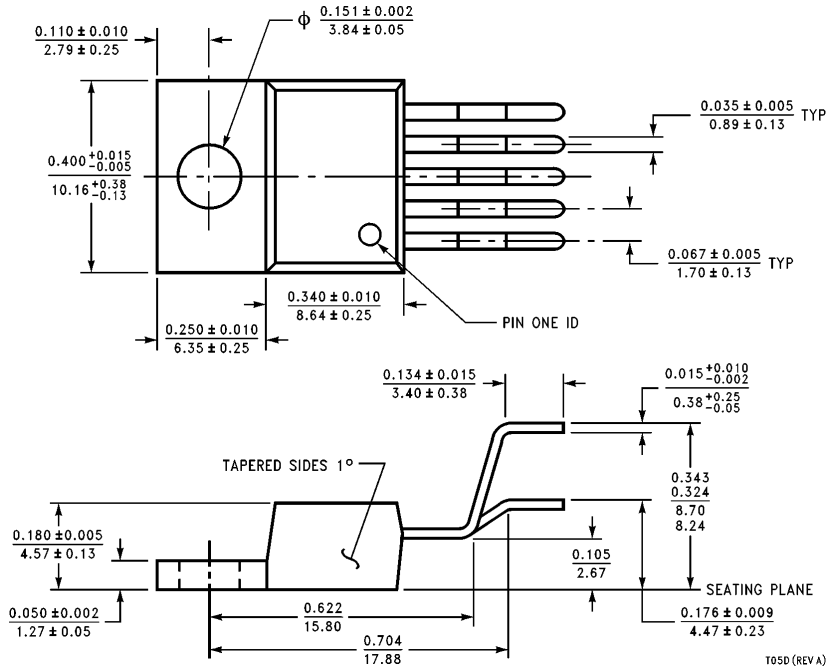 0.110 ± 0.010
2.79 ± 0.25
ϕ 0.151 ± 0.002
3.84 ± 0.05
0.035 ± 0.005
0.89 ± 0.13 TYP
0.400 +0.015 -0.005
10.16 +0.38 -0.13
0.067 ± 0.005
1.70 ± 0.13 TYP
0.340 ± 0.010
8.64 ± 0.25
PIN ONE ID
0.250 ± 0.010
6.35 ± 0.25
0.134 ± 0.015
3.40 ± 0.38
0.015 +0.010 -0.002
0.38 +0.25 -0.05
TAPERED SIDES 1°
0.343
0.324
8.70
8.24
0.180 ± 0.005
4.57 ± 0.13
0.105
2.67
SEATING PLANE
0.050 ± 0.002
1.27 ± 0.05
0.622
15.80
0.176 ± 0.009
4.47 ± 0.23
0.704
17.88
T05D (REV A)